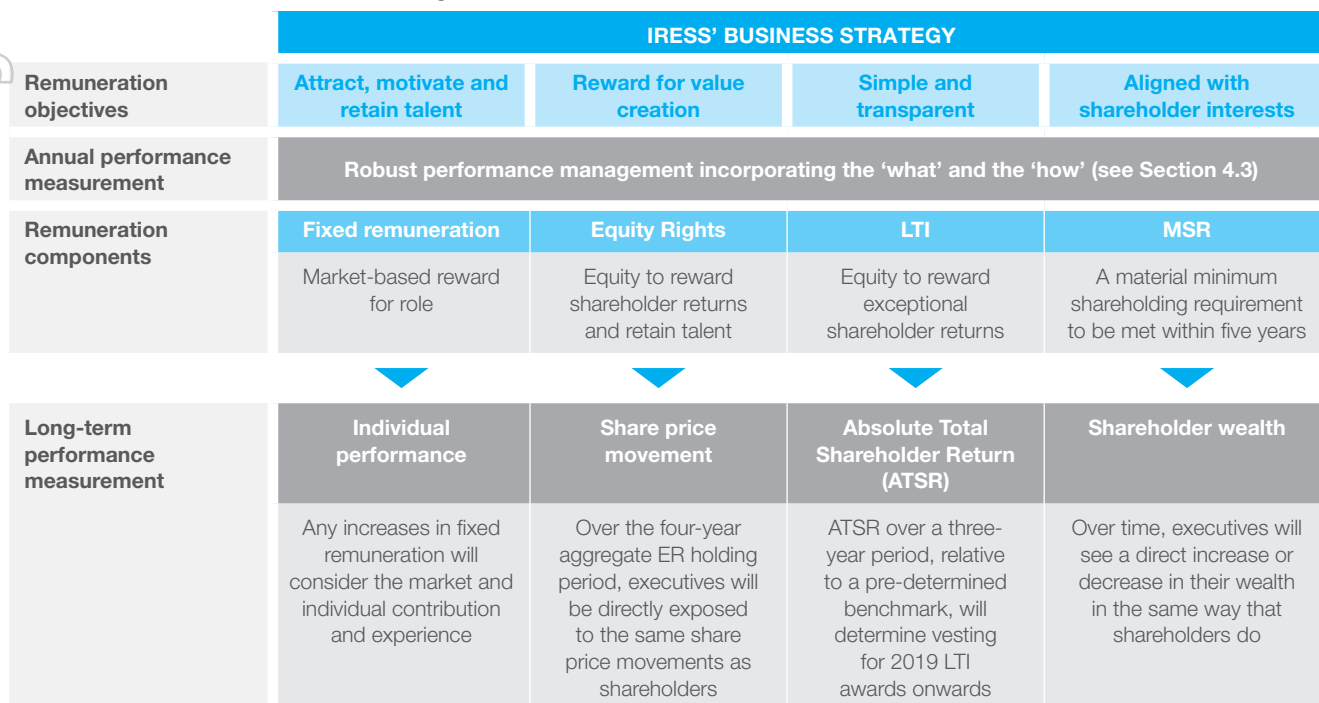 IRESS' BUSINESS STRATEGY
Remuneration
objectives
Attract, motivate and
retain talent
Reward for value
creation
Simple and
transparent
Aligned with
shareholder interests
Annual performance
measurement
Robust performance management incorporating the ‘what’ and the ‘how’ (see Section 4.3)
Remuneration
components
Fixed remuneration
Market-based reward
for role
Equity Rights
Equity to reward
shareholder returns
and retain talent
LTI
Equity to reward
exceptional
shareholder returns
MSR
A material minimum
shareholding requirement
to be met within five years
Long-term
performance
measurement
Individual
performance
Any increases in fixed
remuneration will
consider the market and
individual contribution
and experience
Share price
movement
Over the four-year
aggregate ER holding
period, executives will
be directly exposed
to the same share
price movements as
shareholders
Absolute Total
Shareholder Return
(ATSR)
ATSR over a three-
year period, relative
to a pre-determined
benchmark, will
determine vesting
for 2019 LTI
awards onwards
Shareholder wealth
Over time, executives will
see a direct increase or
decrease in their wealth
in the same way that
shareholders do